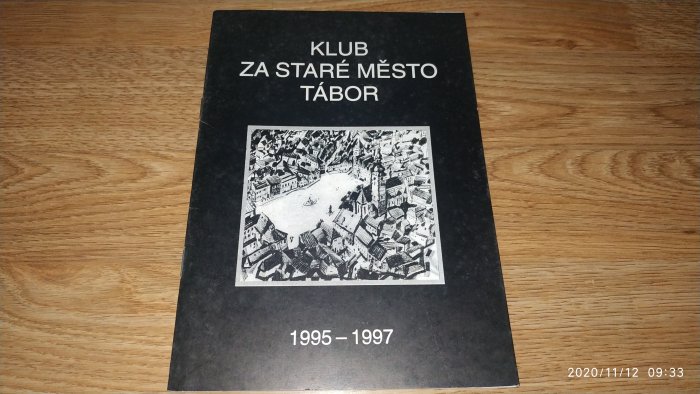 KLUB
ZA STARÉ MĚSTO
TÁBOR
1995 – 1997
2020/11/12 09:33